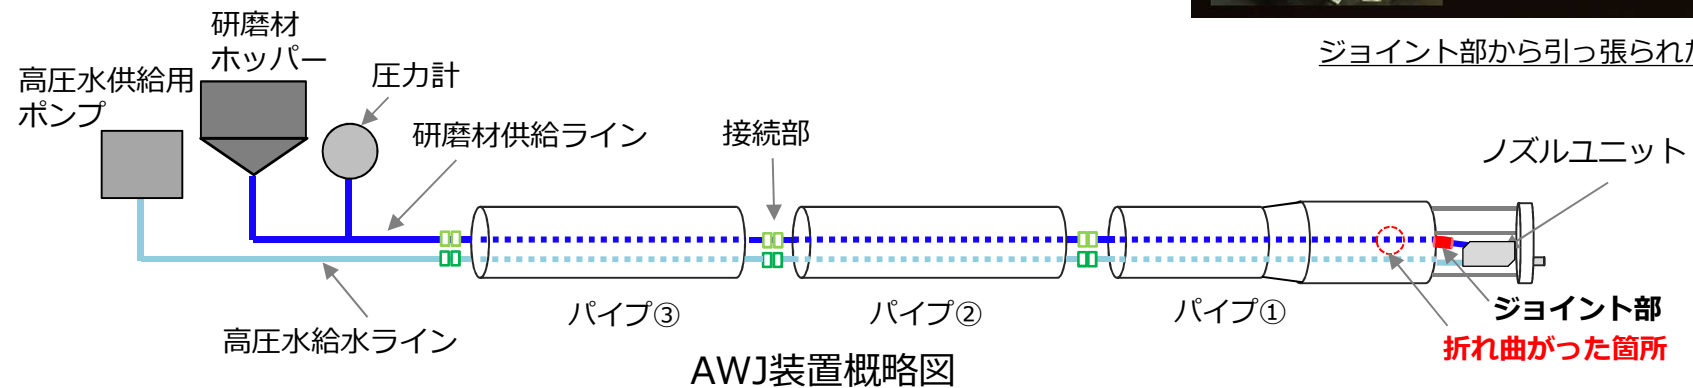 研磨材
ホッパー
高圧水供給用
ポンプ
圧力計
研磨材供給ライン
接続部
ジョイント部から引っ張られた
ノズルユニット
パイプ③
パイプ②
パイプ①
ジョイント部
折れ曲がった箇所
高圧水給水ライン
AWJ装置概略図